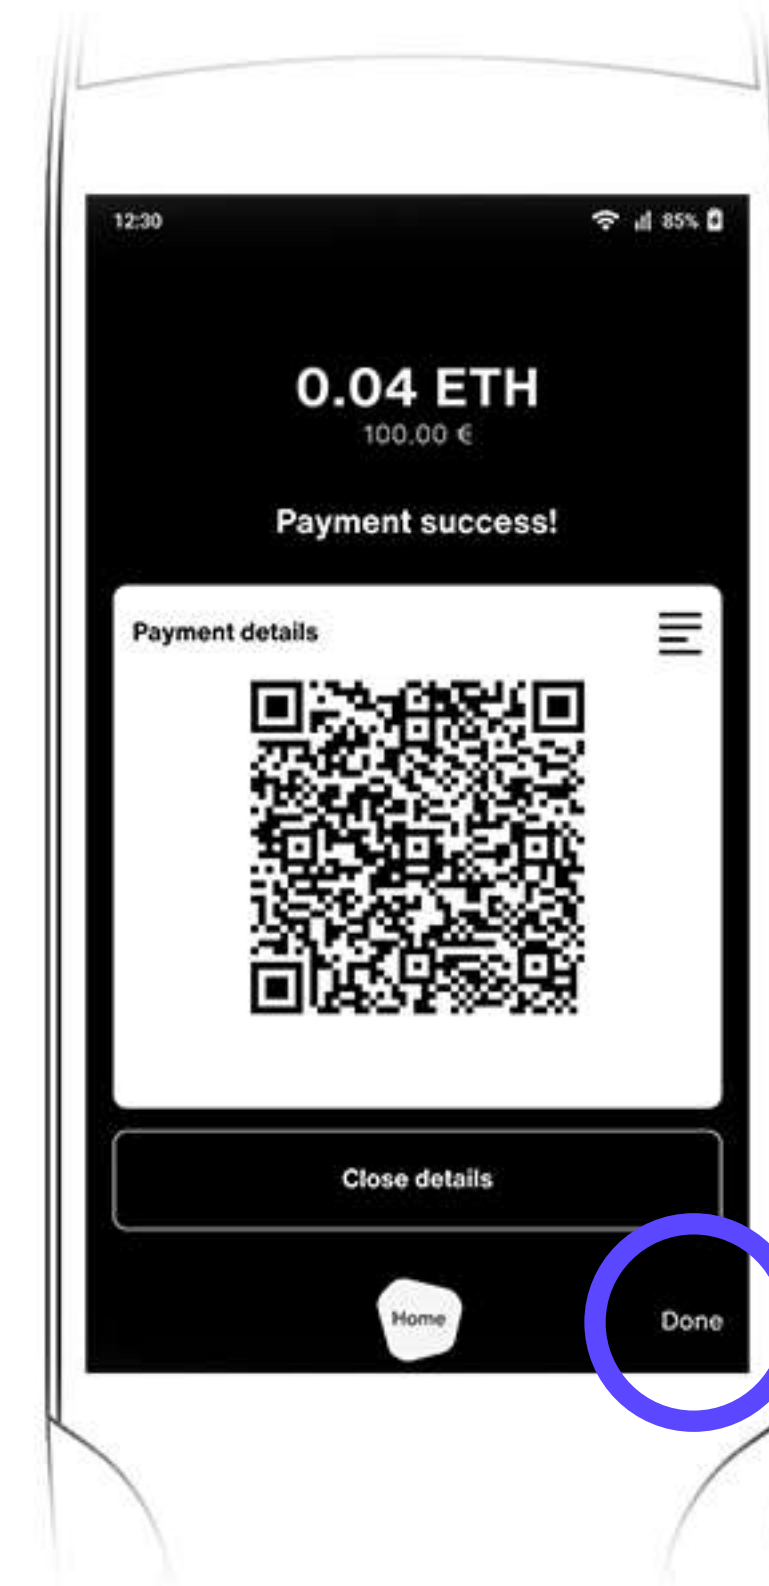 12:30 85%
0.04 ETH
100.00 €
Payment success!
Payment details
Close details
Home
Done